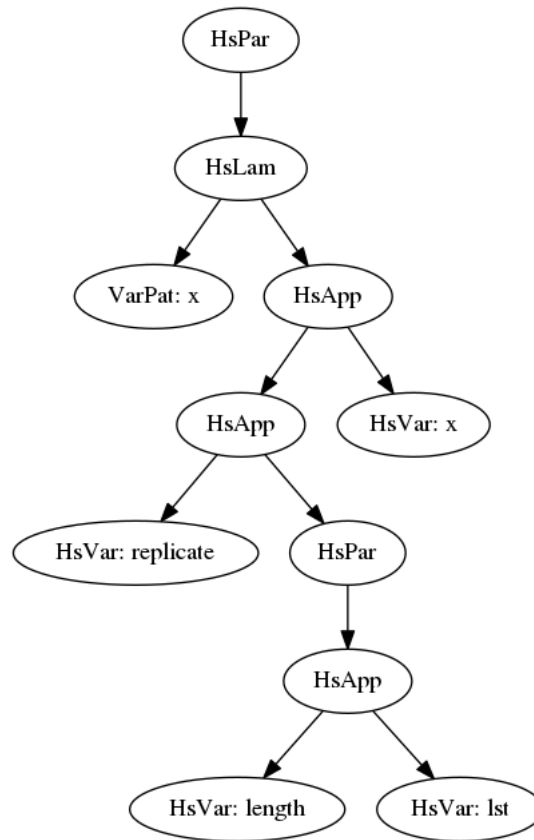 HsPar
HsLam
VarPat: x
HsApp
HsApp
HsVar: x
HsVar: replicate
HsPar
HsApp
HsVar: length
HsVar: lst